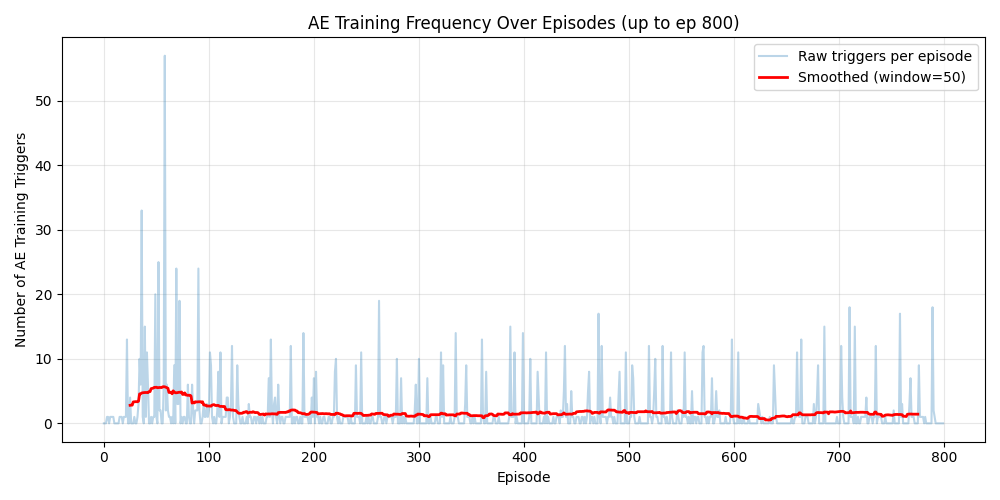 AE Training Frequency Over Episodes (up to ep 800)
Raw triggers per episode
Smoothed (window=50)
Number of AE Training Triggers
50
40
30
20
10
0
0 100 200 300 400 500 600 700 800
Episode